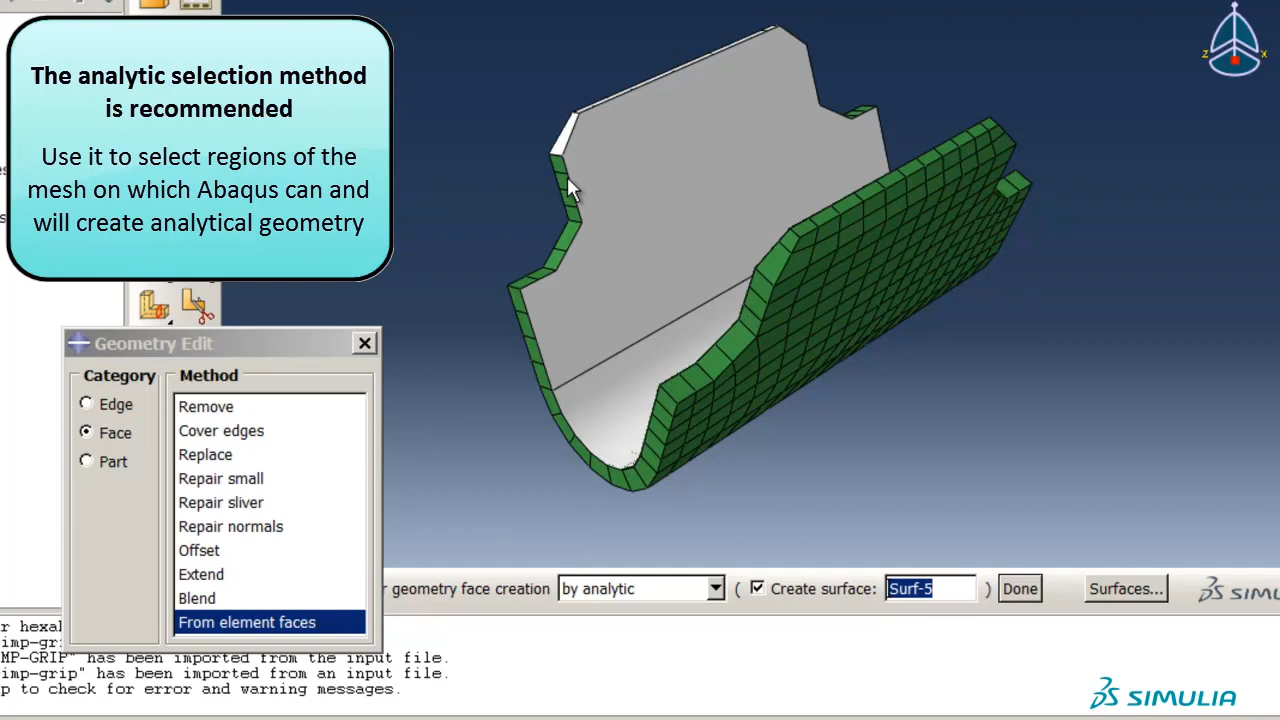 The analytic selection method
is recommended
Use it to select regions of the
mesh on which Abaqus can and
will create analytical geometry
Z
X
Geometry Edit
Category
Method
Edge
Face
Part
Remove
Cover edges
Replace
Repair small
Repair sliver
Repair normals
Offset
Extend
Blend
From element faces
r geometry face creation by analytic ( Create surface: Surf-5 ) Done Surfaces... SIMU
r hexa
imp-gri
MP-GRIP" has been imported from the input file.
imp-grip" has been imported from an input file.
p to check for error and warning messages.
SIMULIA